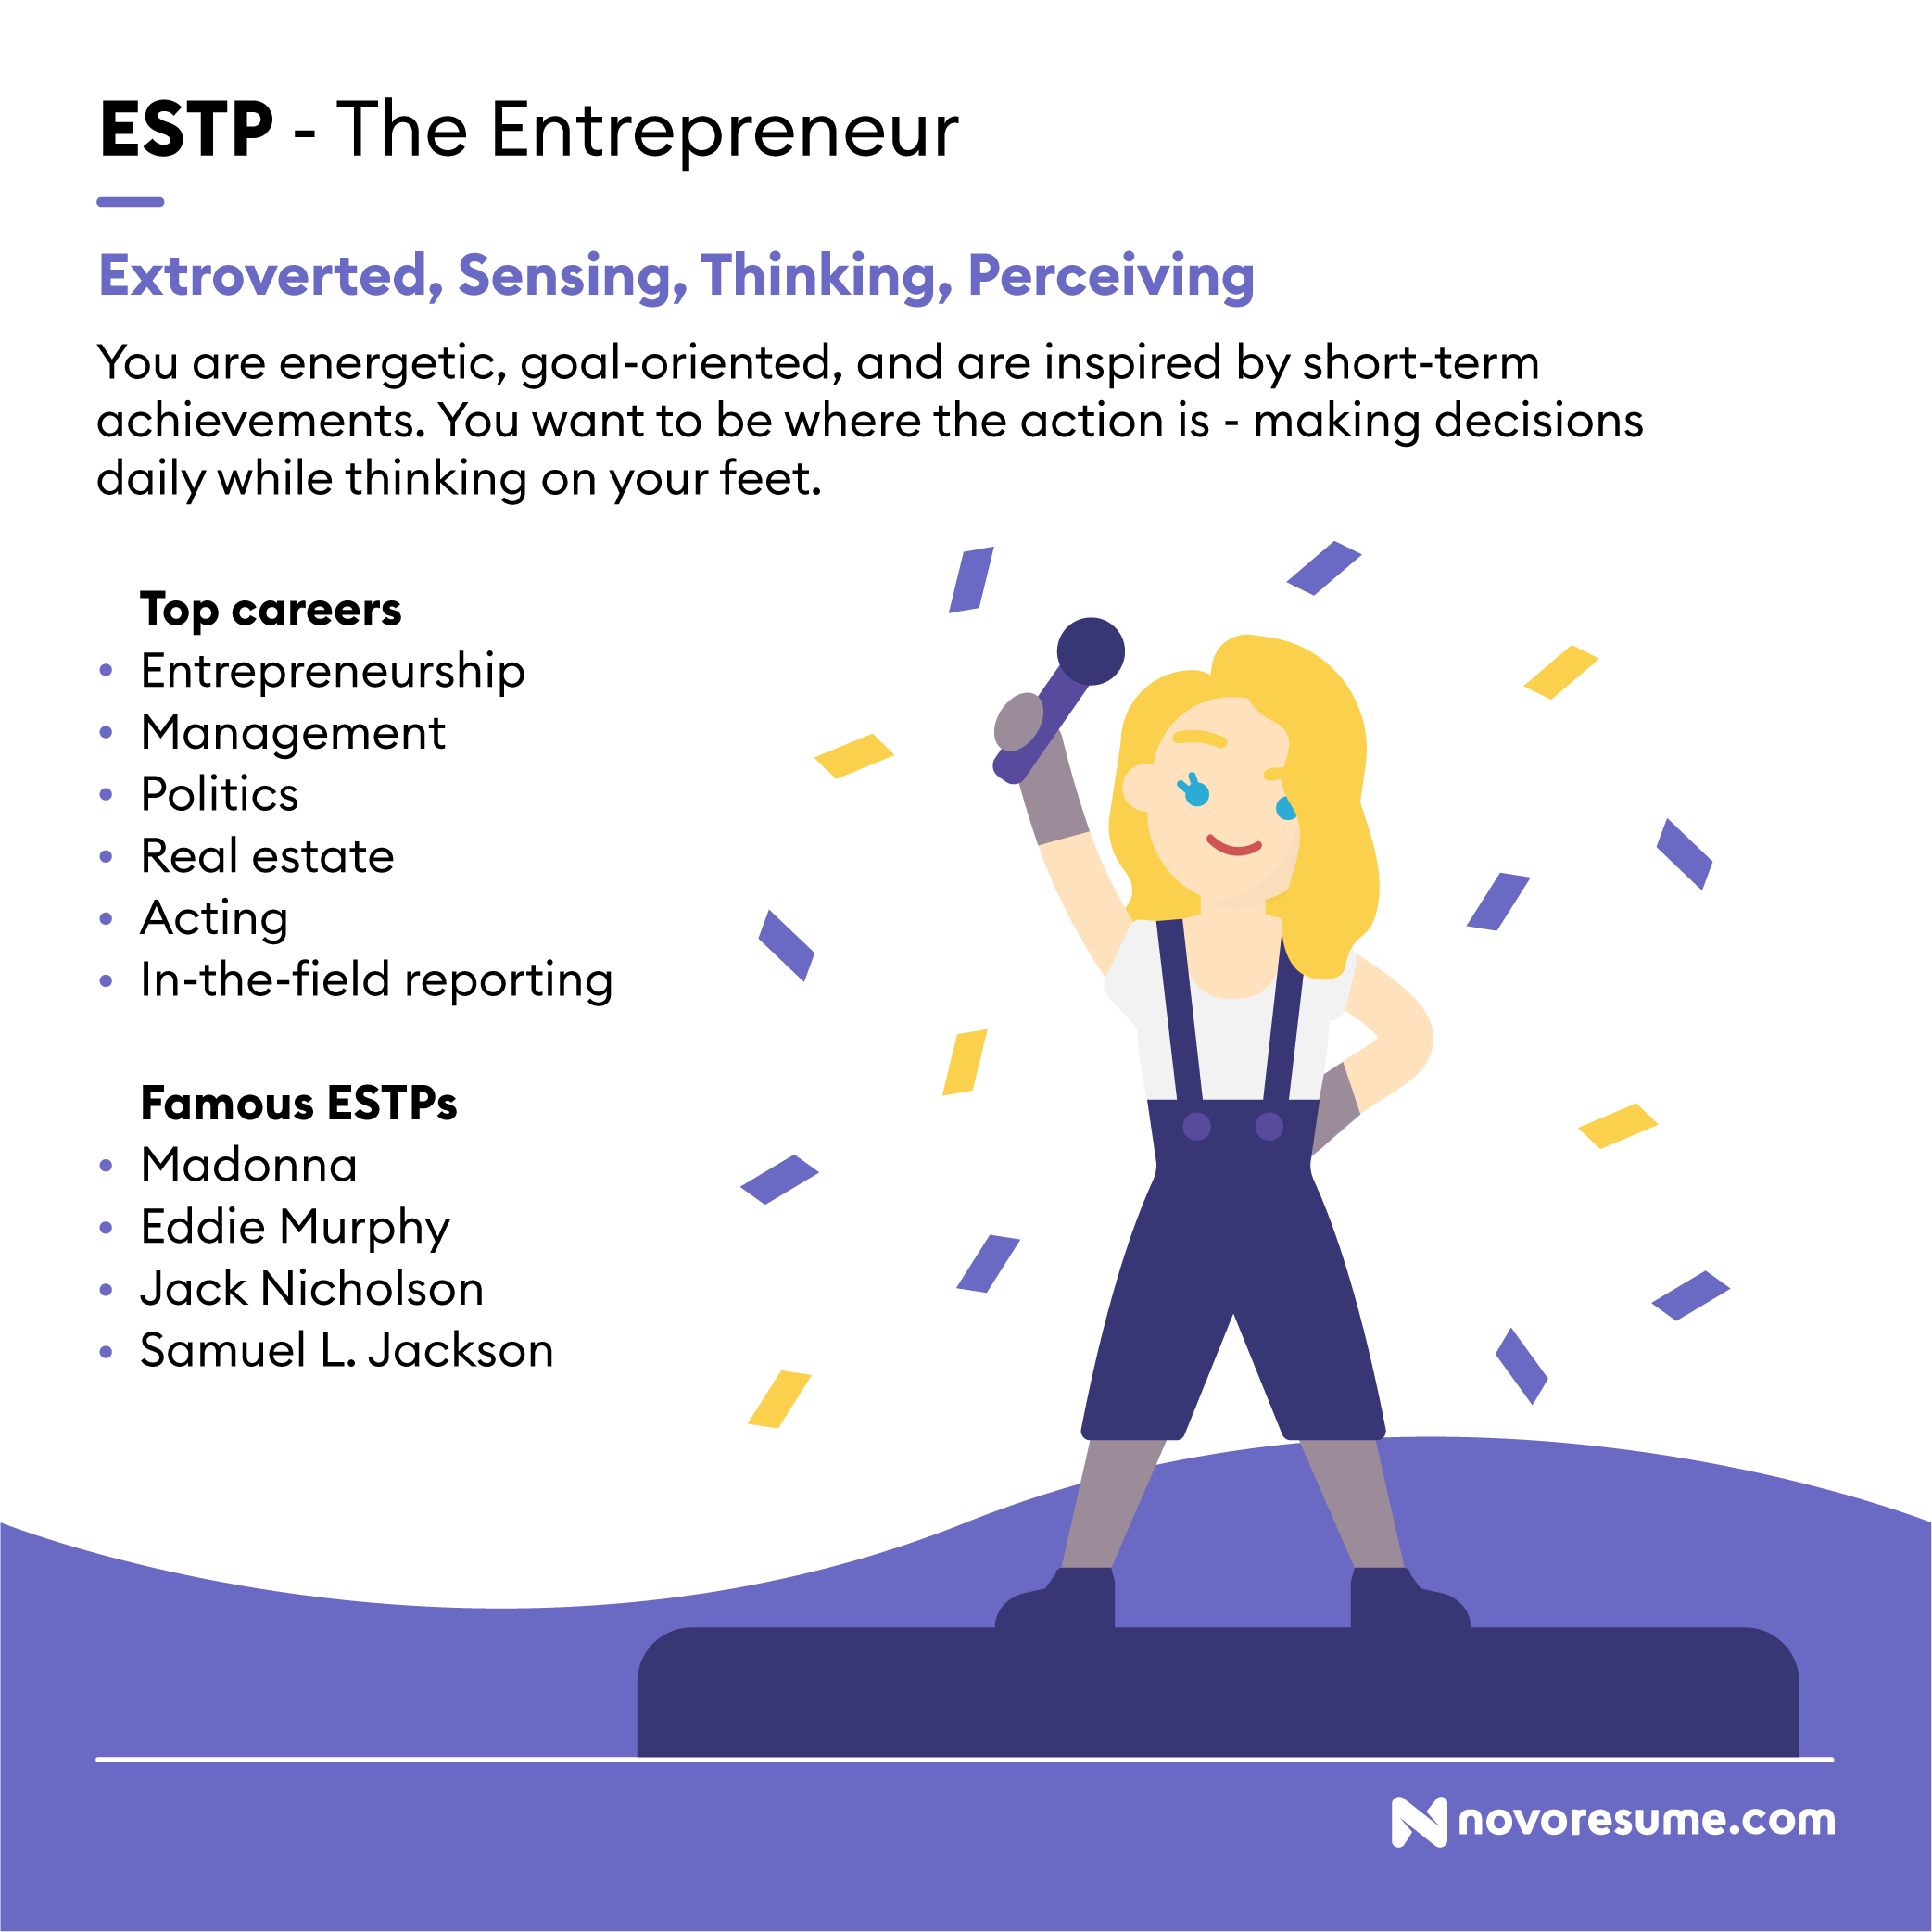 ESTP - The Entrepreneur
Extroverted, Sensing, Thinking, Perceiving
You are energetic, goal-oriented, and are inspired by short-term
achievements. You want to be where the action is - making decisions
daily while thinking on your feet.
Top careers
Entrepreneurship
Management
Politics
Real estate
Acting
In-the-field reporting
Famous ESTPs
Madonna
Eddie Murphy
Jack Nicholson
Samuel L. Jackson
novoresume.com